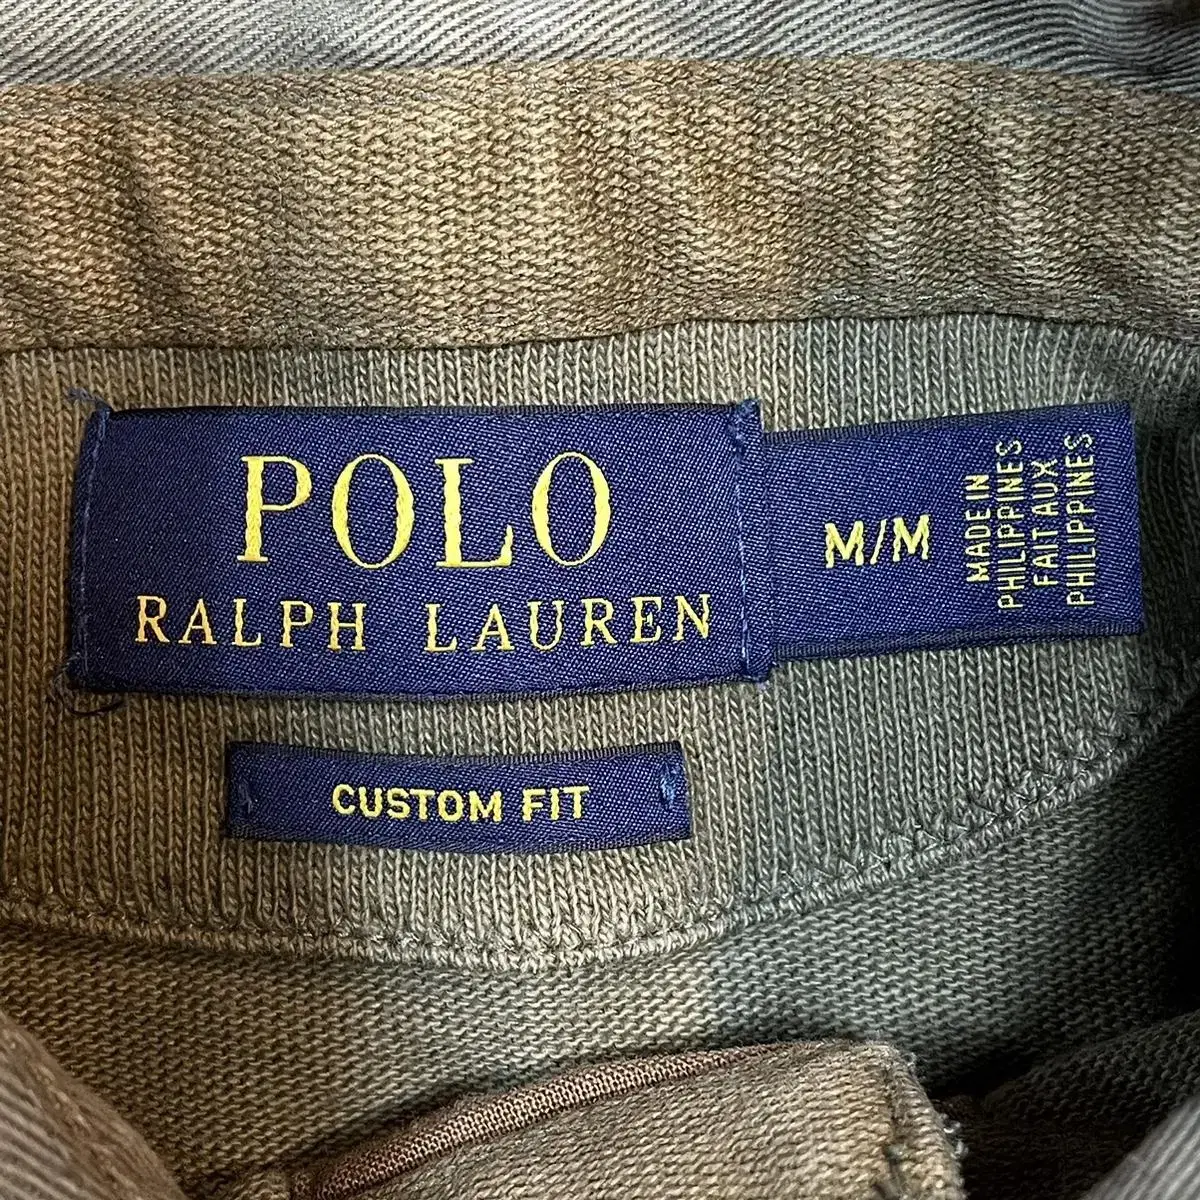 POLO
RALPH LAUREN
M/M
MADE IN
PHILIPPINES
FAIT AUX
PHILIPPINES
CUSTOM FIT